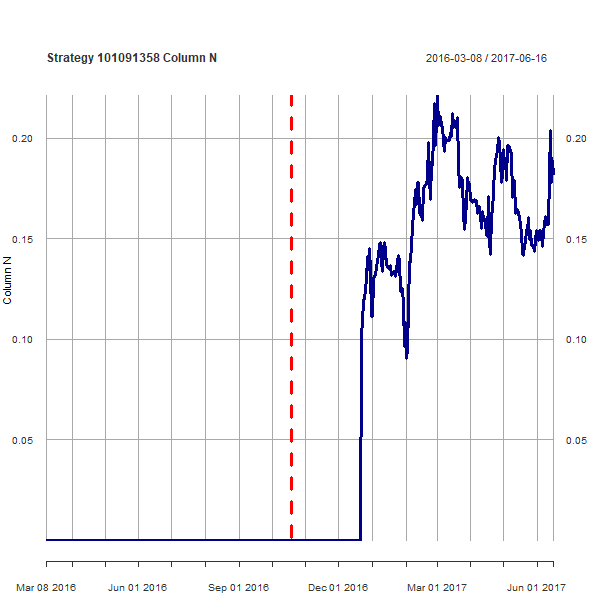 Strategy 101091358 Column N
2016-03-08 / 2017-06-16
0.20
0.20
0.15
0.15
Column N
0.10
0.10
0.05
0.05
Mar 08 2016
Jun 01 2016
Sep 01 2016
Dec 01 2016
Mar 01 2017
Jun 01 2017